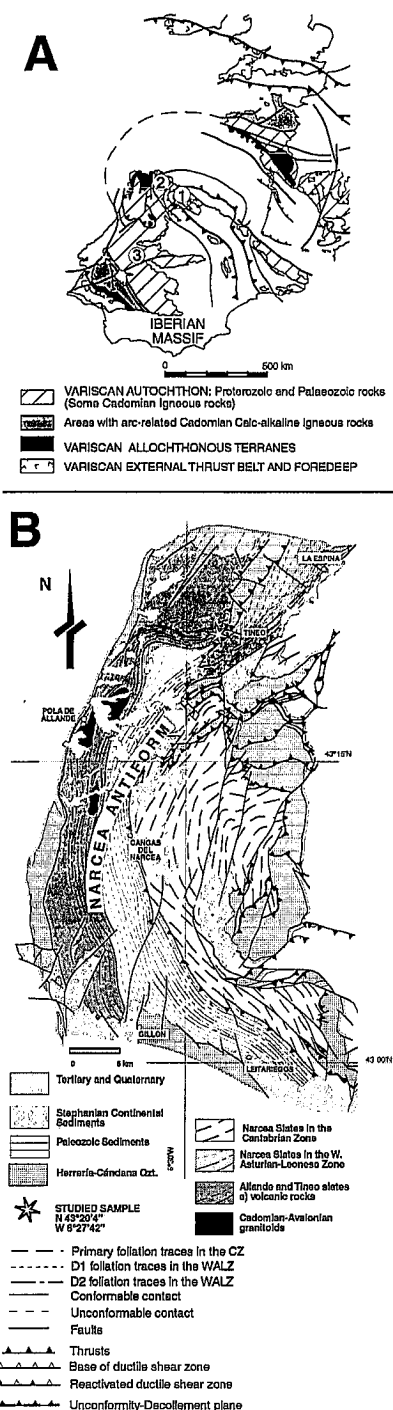 A
2
1
3
IBERIAN
MASSIF
0 500 km
VARISCAN AUTOCHTHON: Proterozoic and Palaeozoic rocks
(Some Cadomian Igneous rocks)
Areas with arc-related Cadomian Calc-alkaline Igneous rocks
VARISCAN ALLOCHTHONOUS TERRANES
VARISCAN EXTERNAL THRUST BELT AND FOREDEEP
B
N
LA ESPINA
TINEO
POLA DE
ALLANDE
43°15'N
NARCEA ANTIFORM
CANGAS
DEL
NARCEA
GILLON
LEITARIEGOS
43 00'N
0 5 km
6°30'W
Tertiary and Quaternary
Stephanian Continental
Sediments
Paleozoic Sediments
Herrería-Cándana Qzt.
STUDIED SAMPLE
N 43°20'4"
W 6°27'42"
Narcea Slates in the
Cantabrian Zone
Narcea Slates in the W.
Asturian-Leonese Zone
Allande and Tineo slates
a) volcanic rocks
Cadomian-Avalonian
granitoids
Primary foliation traces in the CZ
D1 foliation traces in the WALZ
D2 foliation traces in the WALZ
Conformable contact
Unconformable contact
Faults
Thrusts
Base of ductile shear zone
Reactivated ductile shear zone
Unconformity-Decollement plane